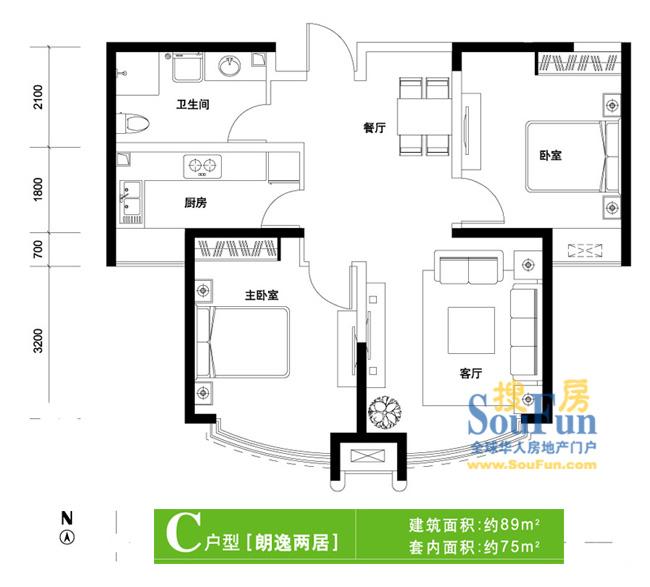 2100
1800
700
3200
卫生间
餐厅
卧室
厨房
主卧室
客厅
搜房
SouFun
全球华人房地产门户
www.SouFun.com
N
C户型[朗逸两居]
建筑面积:约89m²
套内面积:约75m²